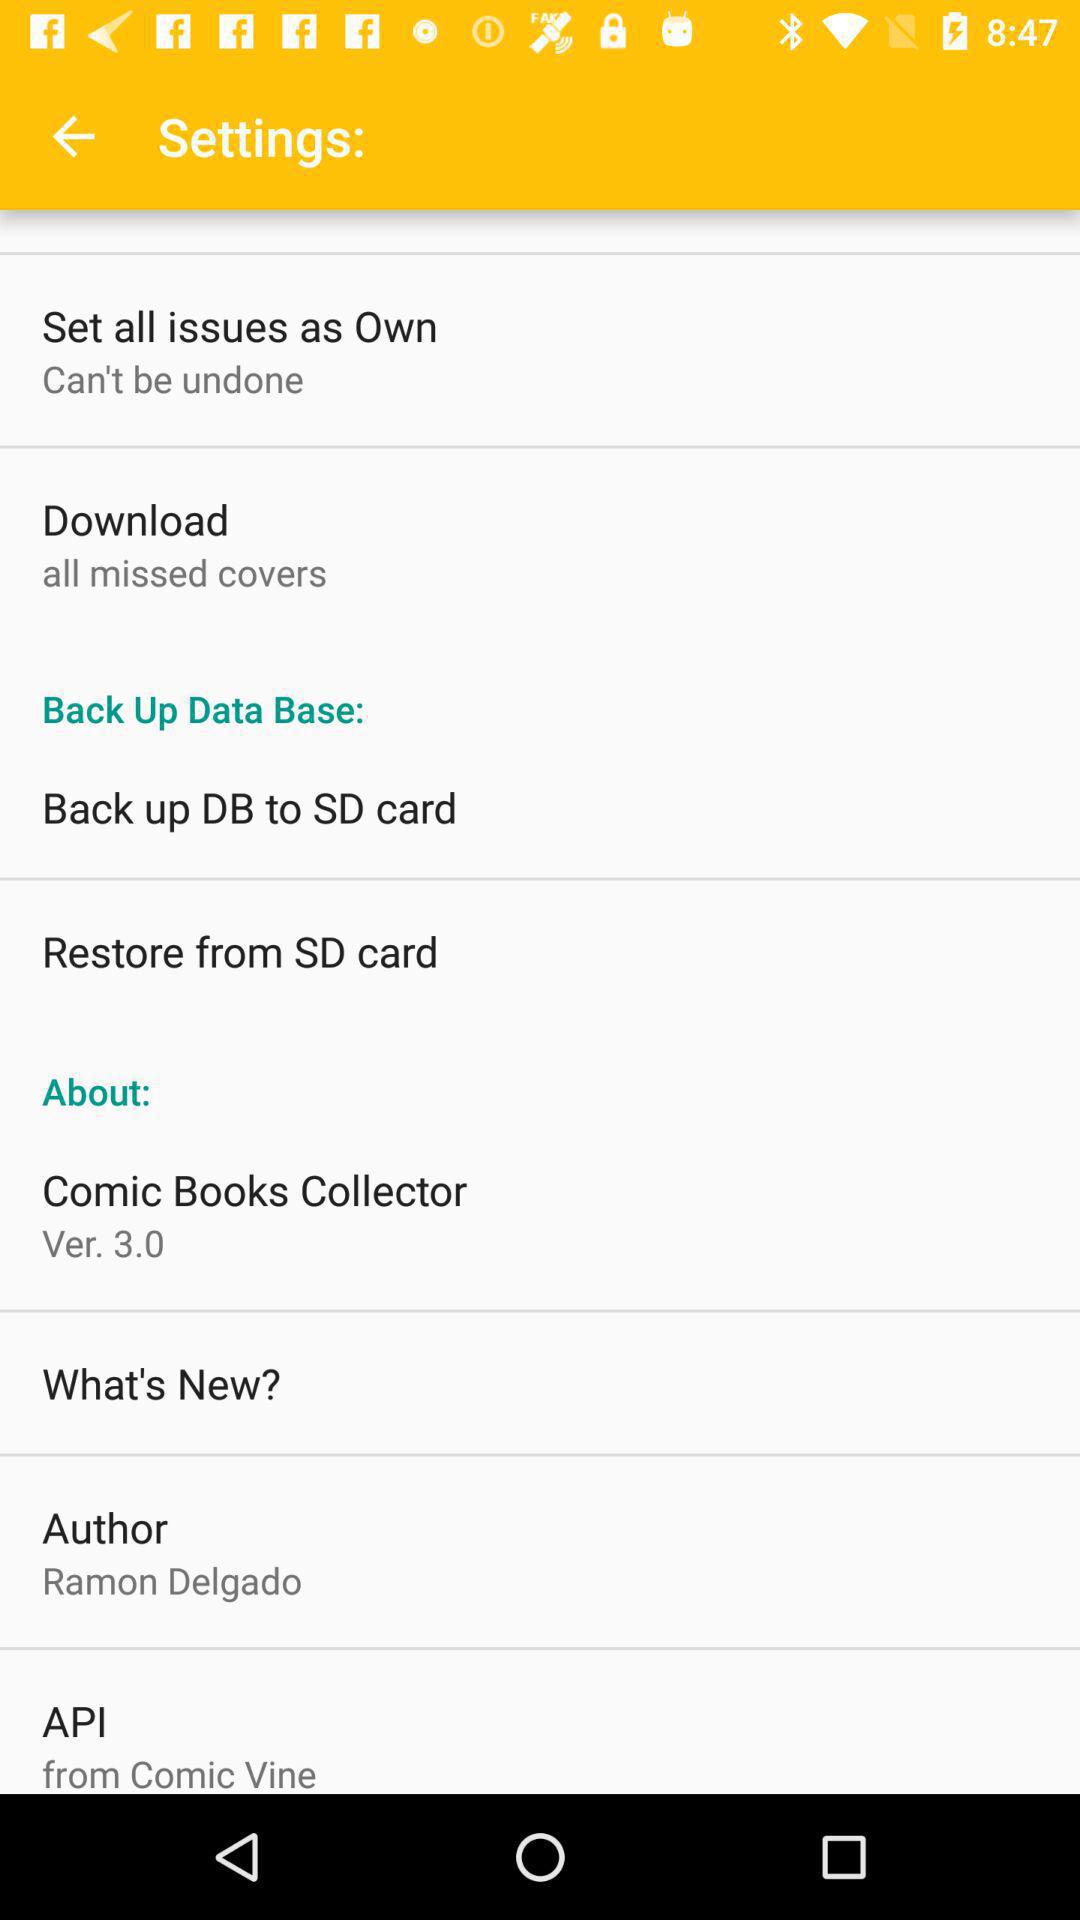 FAKE
8:47
Settings:
Set all issues as Own
Can't be undone
Download
all missed covers
Back Up Data Base:
Back up DB to SD card
Restore from SD card
About:
Comic Books Collector
Ver. 3.0
What's New?
Author
Ramon Delgado
API
from Comic Vine